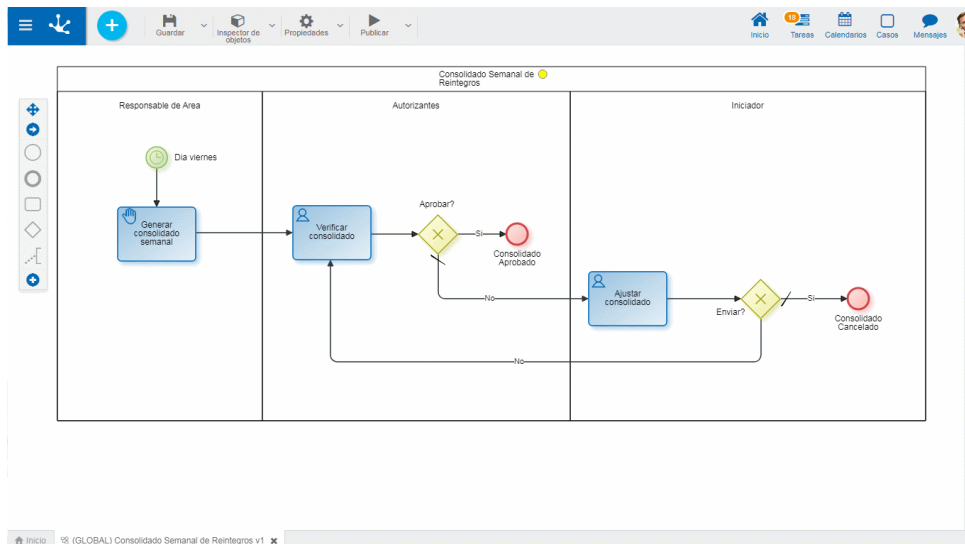 Guardar
Inspector de
objetos
Propiedades
Publicar
Inicio
18
Tareas
Calendarios
Casos
Mensajes
Consolidado Semanal de
Reintegros
Responsable de Area
Autorizantes
Iniciador
Dia viernes
Generar
consolidado
semanal
Verificar
consolidado
Aprobar?
Si
Consolidado
Aprobado
No
Ajustar
consolidado
Enviar?
Si
Consolidado
Cancelado
No
Inicio
(GLOBAL) Consolidado Semanal de Reintegros v1